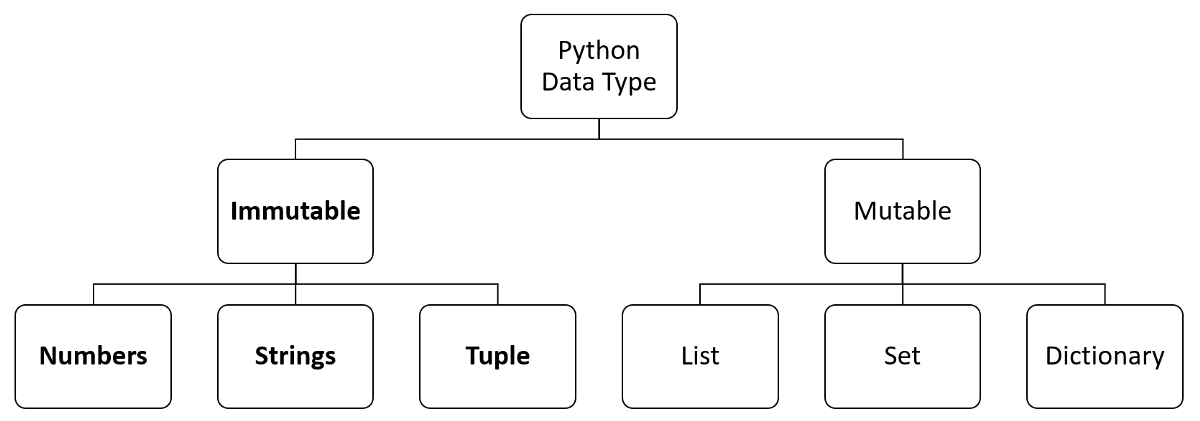 Python
Data Type
Immutable
Mutable
Numbers
Strings
Tuple
List
Set
Dictionary